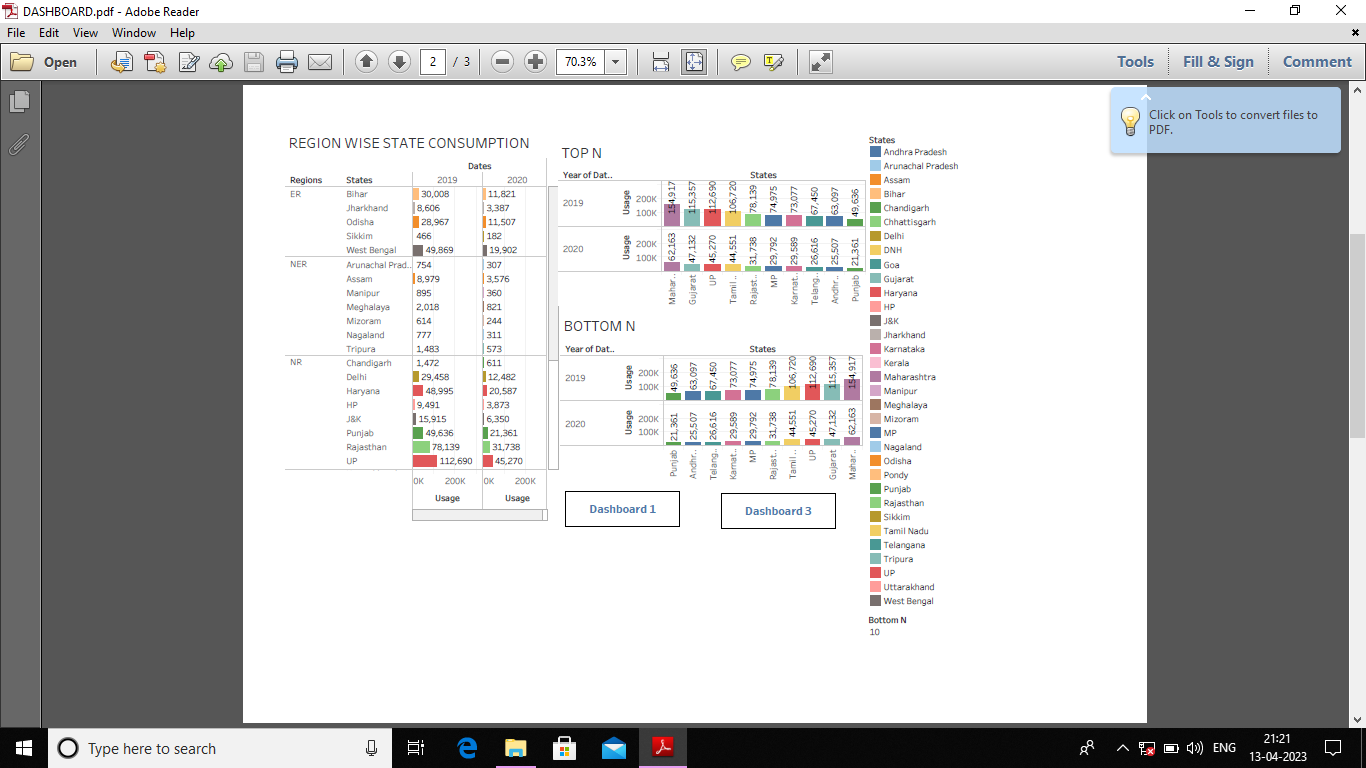 DASHBOARD.pdf - Adobe Reader
File Edit View Window Help
Open 2 / 3 70.3% Tools Fill & Sign Comment
Click on Tools to convert files to
PDF.
REGION WISE STATE CONSUMPTION
Dates
Regions States 2019 2020
ER Bihar 30,008 11,821
Jharkhand 8,606 3,387
Odisha 28,967 11,507
Sikkim 466 182
West Bengal 49,869 19,902
NER Arunachal Prad.. 754 307
Assam 8,979 3,576
Manipur 895 360
Meghalaya 2,018 821
Mizoram 614 244
Nagaland 777 311
Tripura 1,483 573
NR Chandigarh 1,472 611
Delhi 29,458 12,482
Haryana 48,995 20,587
HP 9,491 3,873
J&K 15,915 6,350
Punjab 49,636 21,361
Rajasthan 78,139 31,738
UP 112,690 45,270
0K 200K 0K 200K
Usage Usage
TOP N
Year of Dat.. States
2019 Usage 200K 100K 154,917 115,357 112,690 106,720 78,139 74,975 73,077 67,450 63,097 49,636
2020 Usage 200K 100K 62,163 47,132 45,270 44,551 31,738 29,792 29,589 26,616 25,507 21,361
Mahar.. Gujarat UP Tamil.. Rajast.. MP Karnat.. Telang.. Andhr.. Punjab
BOTTOM N
Year of Dat.. States
2019 Usage 200K 100K 49,636 63,097 67,450 73,077 74,975 78,139 106,720 112,690 115,357 154,917
2020 Usage 200K 100K 21,361 25,507 26,616 29,589 29,792 31,738 44,551 45,270 47,132 62,163
Punjab Andhr.. Telang.. Karnat.. MP Rajast.. Tamil.. UP Gujarat Mahar..
Dashboard 1 Dashboard 3
States
Andhra Pradesh
Arunachal Pradesh
Assam
Bihar
Chandigarh
Chhattisgarh
Delhi
DNH
Goa
Gujarat
Haryana
HP
J&K
Jharkhand
Karnataka
Kerala
Maharashtra
Manipur
Meghalaya
Mizoram
MP
Nagaland
Odisha
Pondy
Punjab
Rajasthan
Sikkim
Tamil Nadu
Telangana
Tripura
UP
Uttarakhand
West Bengal
Bottom N
10
Type here to search
ENG
21:21
13-04-2023